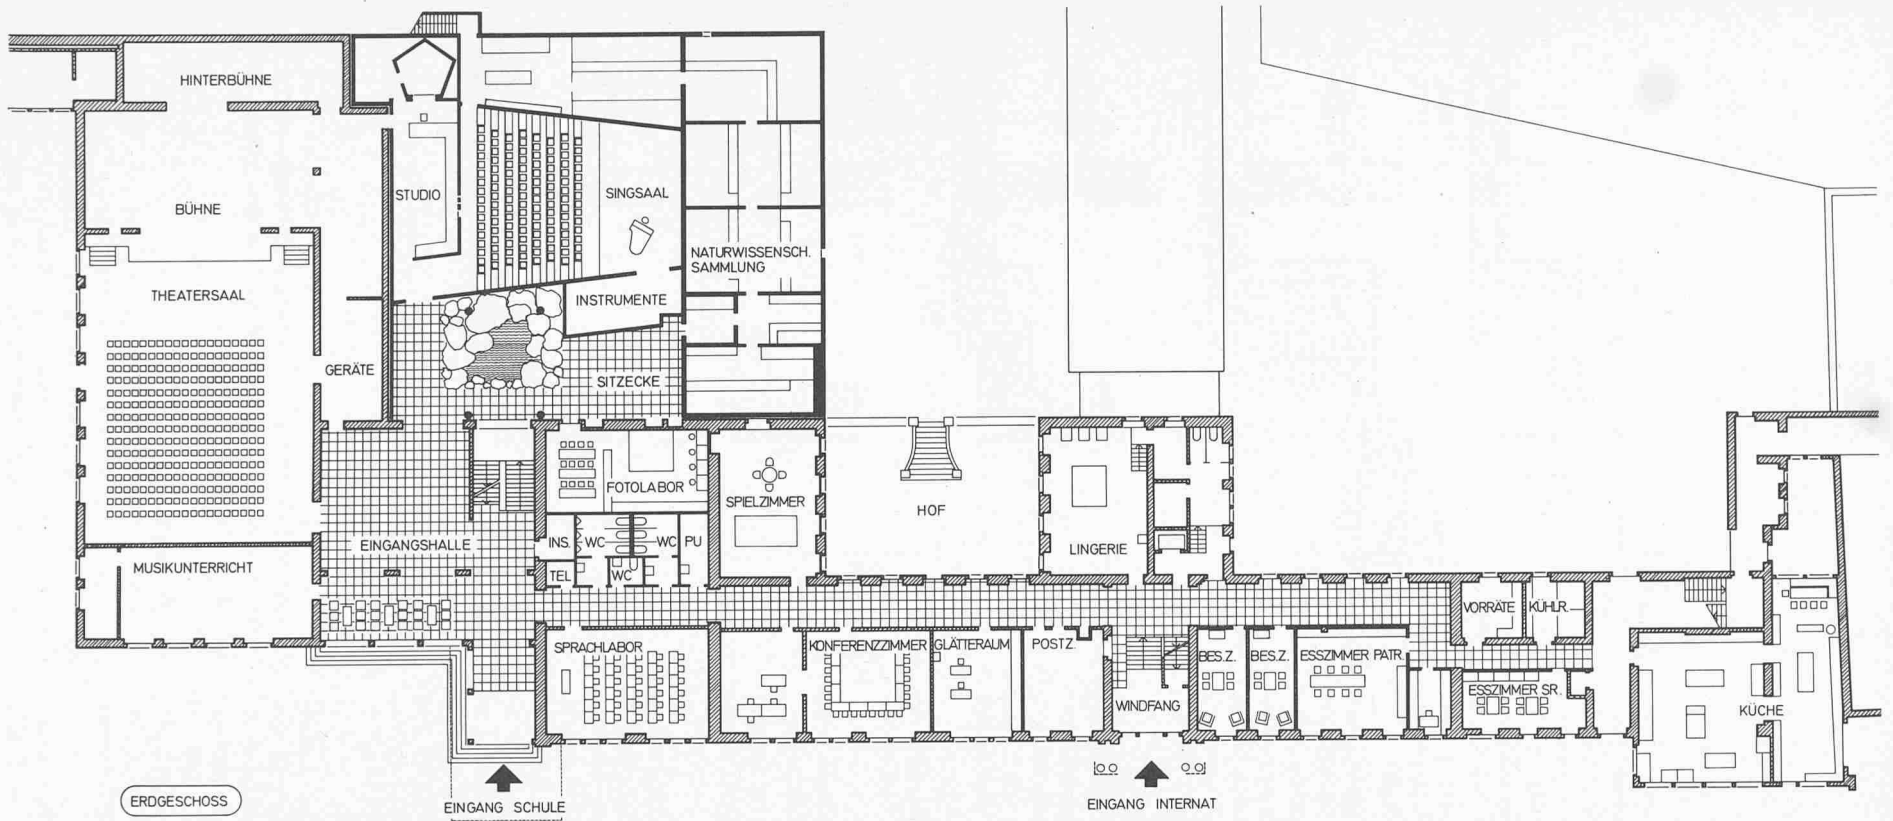 HINTERBÜHNE
BÜHNE
STUDIO
SINGSAAL
NATURWISSENSCH.
SAMMLUNG
THEATERSAAL
INSTRUMENTE
GERÄTE
SITZECKE
FOTOLABOR
SPIELZIMMER
HOF
LINGERIE
EINGANGSHALLE
INS.
WC
WC
PU
TEL
WC
MUSIKUNTERRICHT
VORRÄTE
KÜHLR.
SPRACHLABOR
KONFERENZZIMMER
GLÄTTERAUM
POSTZ.
BES.Z.
BES.Z.
ESSZIMMER PATR.
ESSZIMMER SR.
WINDFANG
KÜCHE
ERDGESCHOSS
EINGANG SCHULE
EINGANG INTERNAT